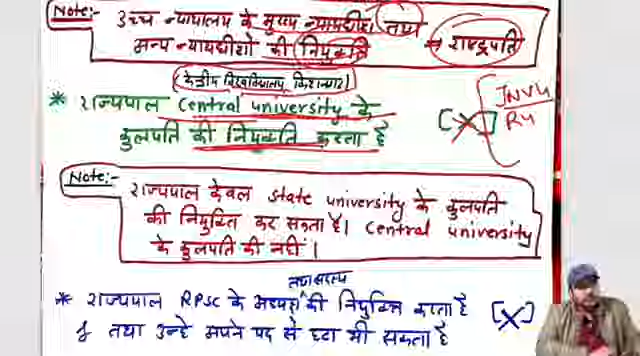 Note:-
उच्च न्यायालय के मुख्य न्यायधीश तथा
अन्य न्यायधीशों की नियुक्ति → राष्ट्रपति
(केन्द्रीय विश्वविद्यालय, किशनगढ़)
* राज्यपाल Central university के [X] JNVU
कुलपति की नियुक्ति करता है RU
Note:-
राज्यपाल केवल State university के कुलपति
की नियुक्ति कर सकता है। Central university
के कुलपति की नहीं।
तथा सदस्य
* राज्यपाल RPSC के अध्यक्ष की नियुक्ति करता है [X]
तथा उन्हे अपने पद से हटा भी सकता है